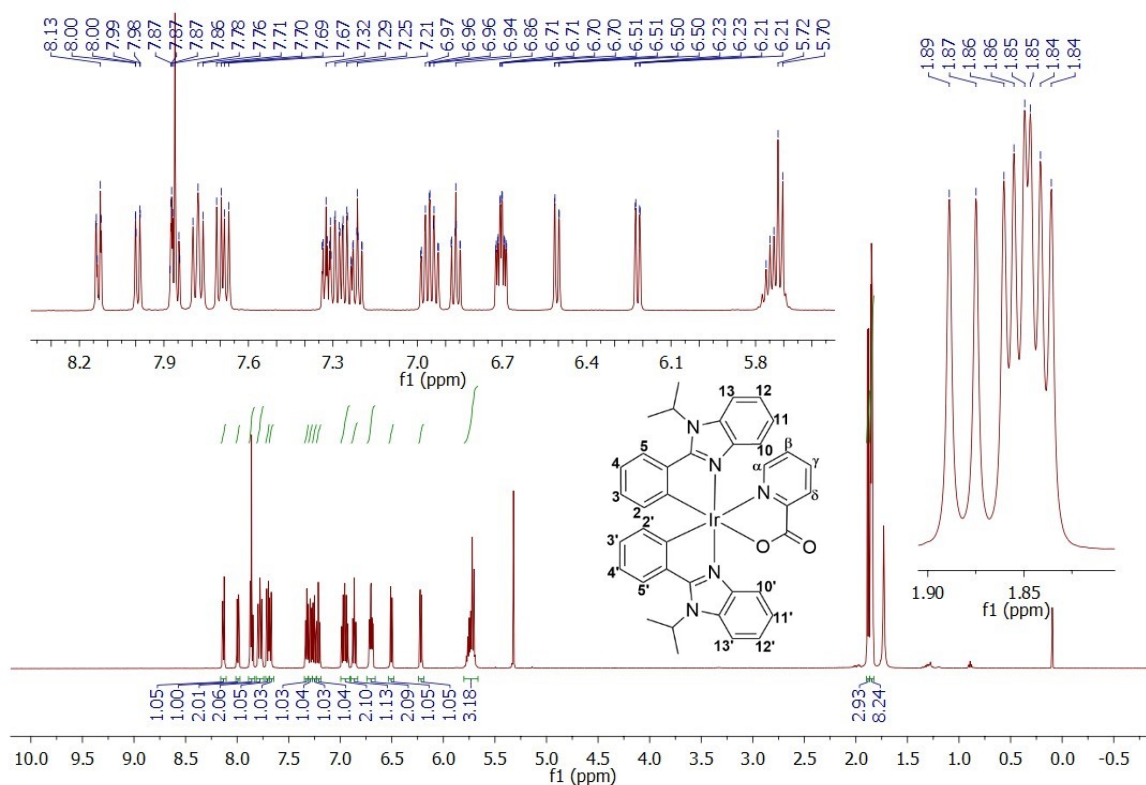 8.13 8.00 8.00 7.99 7.98 7.87 7.87 7.87 7.86 7.78 7.76 7.71 7.70 7.69 7.67 7.32 7.29 7.25 7.21 6.97 6.96 6.96 6.94 6.86 6.71 6.71 6.70 6.70 6.51 6.51 6.50 6.50 6.23 6.23 6.21 6.21 5.72 5.70
1.89 1.87 1.86 1.86 1.85 1.85 1.84 1.84
8.2 7.9 7.6 7.3 7.0 6.7 6.4 6.1 5.8
f1 (ppm)
13 12
N 11
5 10
4 N β
α γ
3 N δ
2 Ir
2' O O
3'
4' N 10'
5' 11'
N
13' 12'
1.90 1.85
f1 (ppm)
1.05 1.00 2.01 2.06 1.05 1.03 1.03 1.04 1.03 1.04 2.10 1.13 2.09 1.05 1.05 3.18 2.93 8.24
10.0 9.5 9.0 8.5 8.0 7.5 7.0 6.5 6.0 5.5 5.0 4.5 4.0 3.5 3.0 2.5 2.0 1.5 1.0 0.5 0.0 -0.5
f1 (ppm)